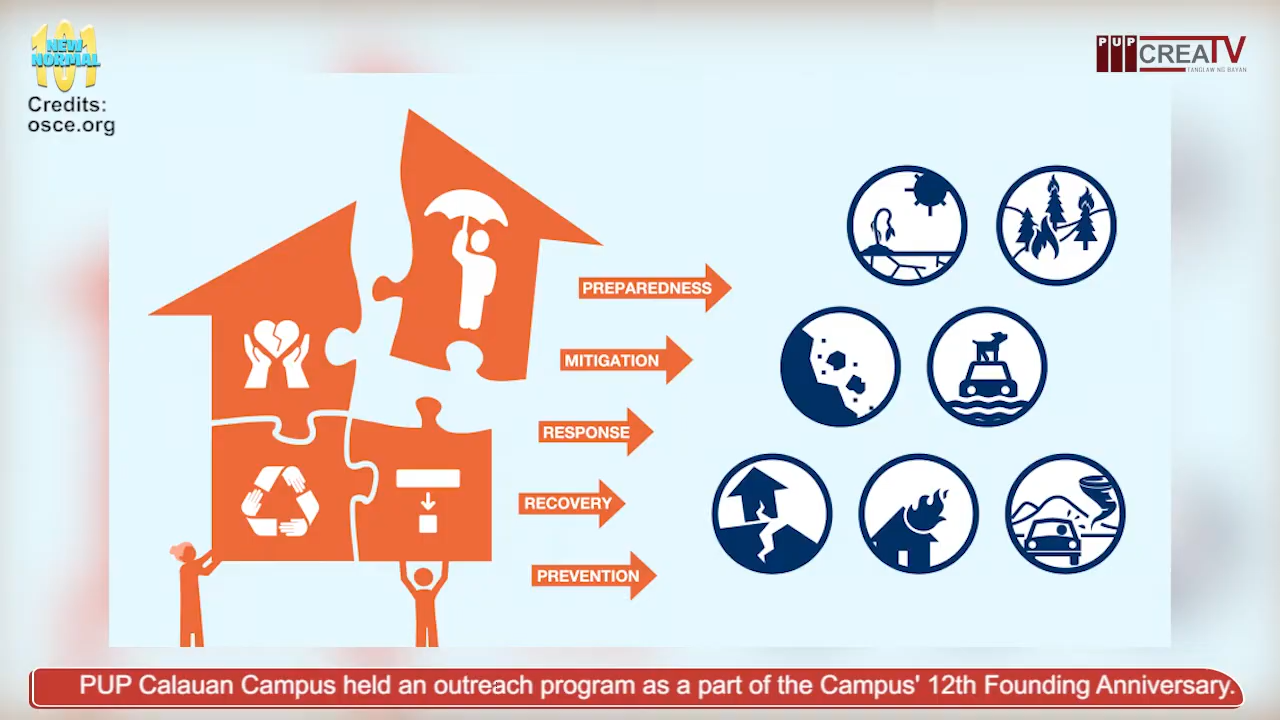 101
NEW
NORMAL
Credits:
osce.org
PUP
CREATV
TANGLAW NG BAYAN
PREPAREDNESS
MITIGATION
RESPONSE
RECOVERY
PREVENTION
PUP Calauan Campus held an outreach program as a part of the Campus' 12th Founding Anniversary.